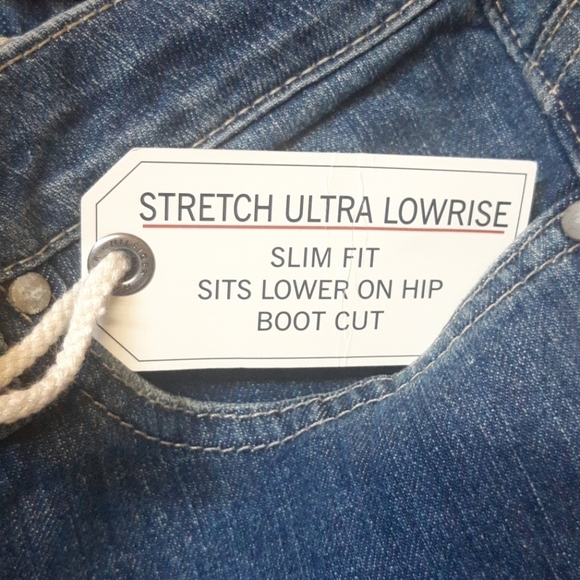 STRETCH ULTRA LOWRISE
SLIM FIT
SITS LOWER ON HIP
BOOT CUT